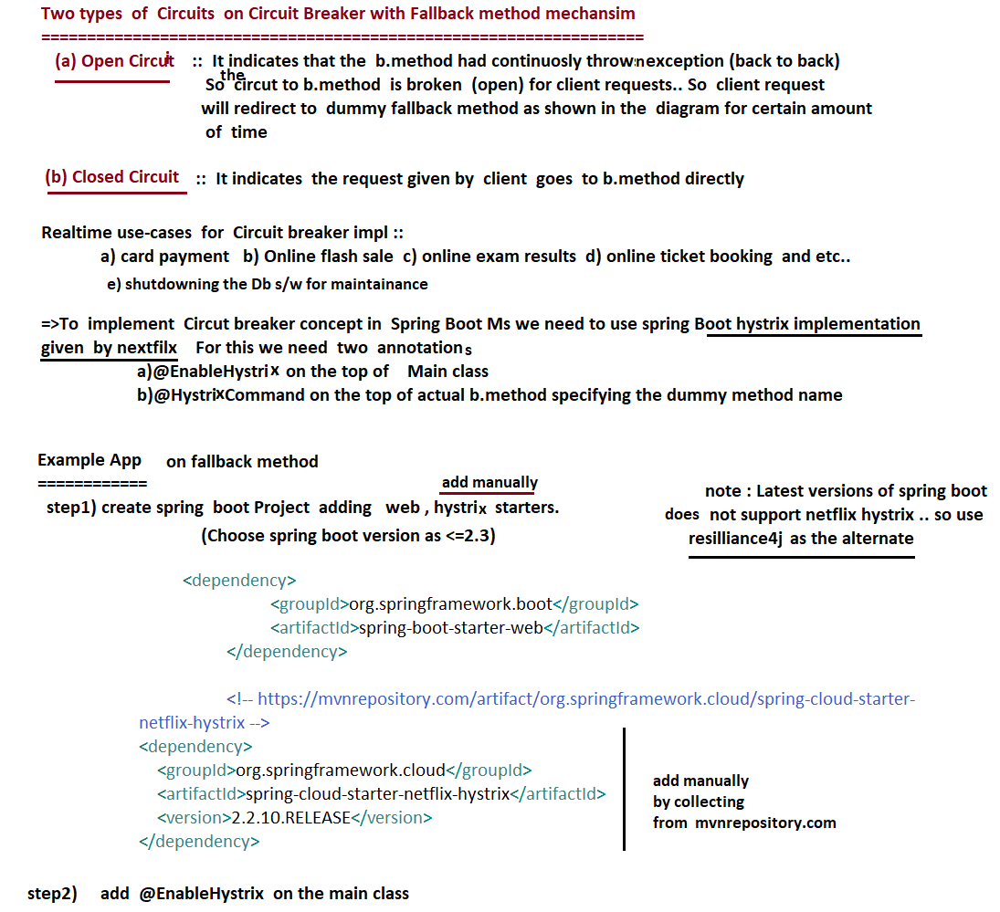 Two types of Circuits on Circuit Breaker with Fallback method mechansim
==================================================================
(a) Open Circuit :: It indicates that the b.method had continuosly thrown exception (back to back)
So the circut to b.method is broken (open) for client requests.. So client request
will redirect to dummy fallback method as shown in the diagram for certain amount
of time
(b) Closed Circuit :: It indicates the request given by client goes to b.method directly
Realtime use-cases for Circuit breaker impl ::
a) card payment b) Online flash sale c) online exam results d) online ticket booking and etc..
e) shutdowning the Db s/w for maintainance
=>To implement Circut breaker concept in Spring Boot Ms we need to use spring Boot hystrix implementation
given by nextfilx For this we need two annotations
a)@EnableHystrix on the top of Main class
b)@HystrixCommand on the top of actual b.method specifying the dummy method name
Example App on fallback method
============
add manually
step1) create spring boot Project adding web , hystrix starters.
(Choose spring boot version as <=2.3)
note : Latest versions of spring boot
does not support netflix hystrix .. so use
resilliance4j as the alternate
<dependency>
<groupId>org.springframework.boot</groupId>
<artifactId>spring-boot-starter-web</artifactId>
</dependency>
<!-- https://mvnrepository.com/artifact/org.springframework.cloud/spring-cloud-starter-
netflix-hystrix -->
<dependency>
<groupId>org.springframework.cloud</groupId>
<artifactId>spring-cloud-starter-netflix-hystrix</artifactId>
<version>2.2.10.RELEASE</version>
</dependency>
add manually
by collecting
from mvnrepository.com
step2) add @EnableHystrix on the main class